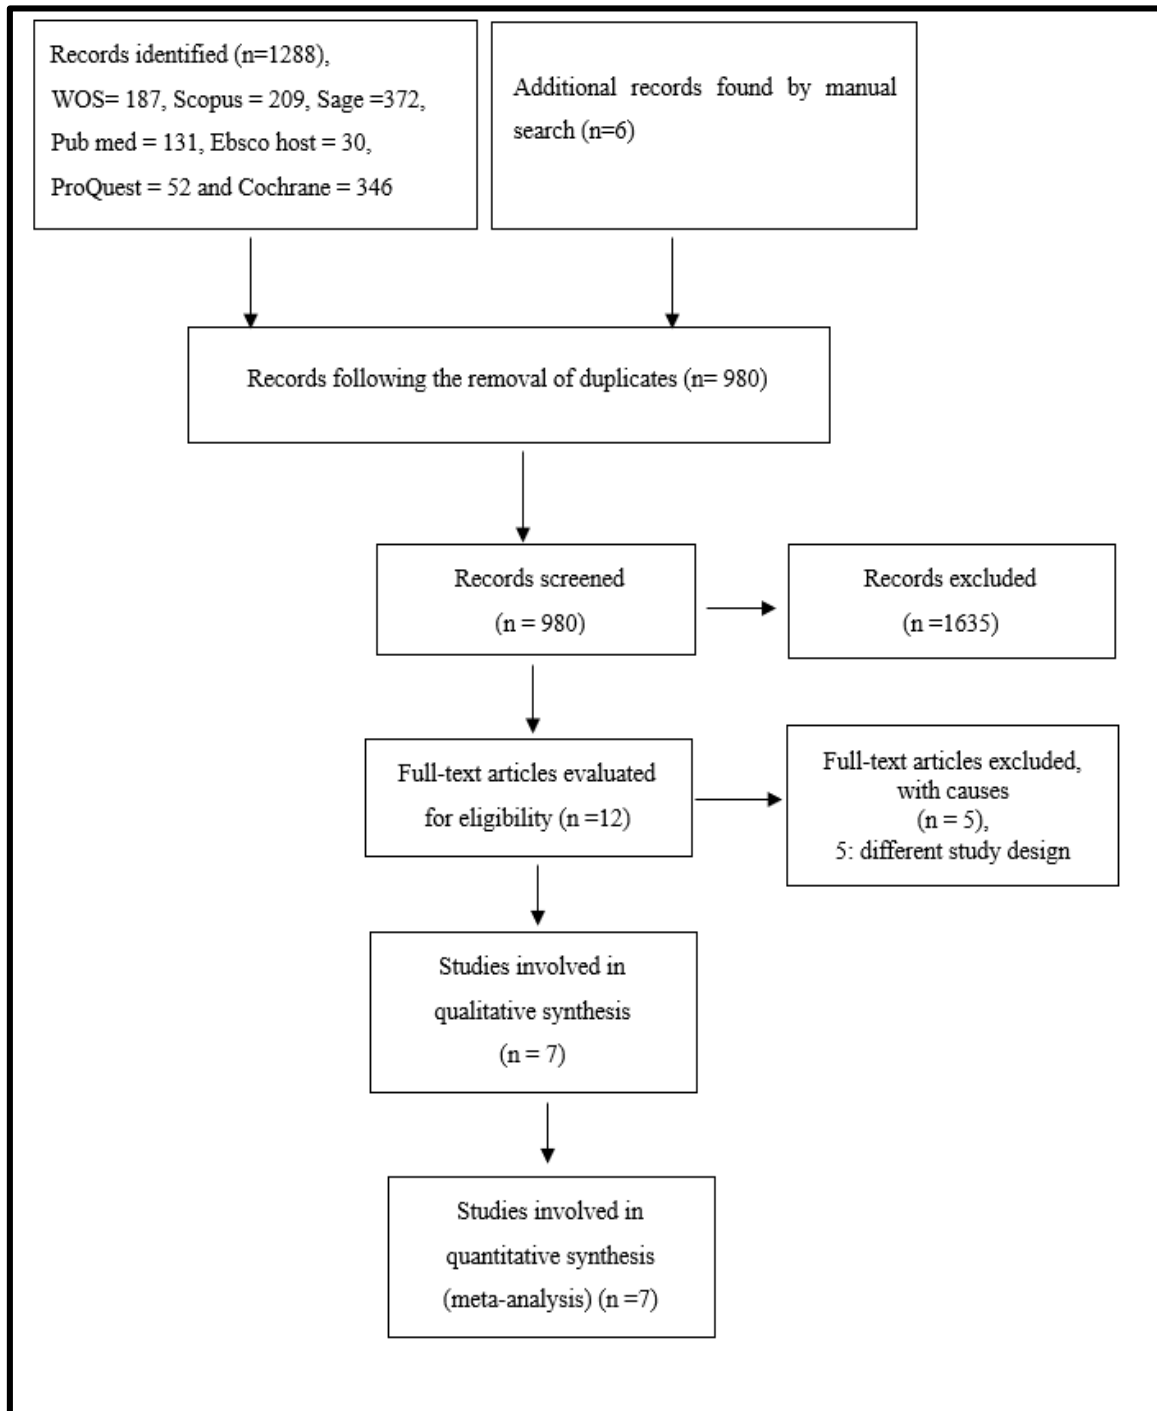 Records identified (n=1288),
WOS= 187, Scopus = 209, Sage =372,
Pub med = 131, Ebsco host = 30,
ProQuest = 52 and Cochrane = 346
Additional records found by manual
search (n=6)
Records following the removal of duplicates (n= 980)
Records screened
(n = 980)
Records excluded
(n =1635)
Full-text articles evaluated
for eligibility (n =12)
Full-text articles excluded,
with causes
(n = 5),
5: different study design
Studies involved in
qualitative synthesis
(n = 7)
Studies involved in
quantitative synthesis
(meta-analysis) (n =7)